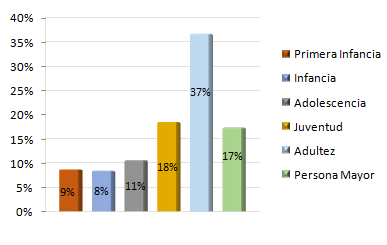 40%
35%
30%
25%
20%
15%
10%
5%
0%
9%
8%
11%
18%
37%
17%
Primera Infancia
Infancia
Adolescencia
Juventud
Adultez
Persona Mayor